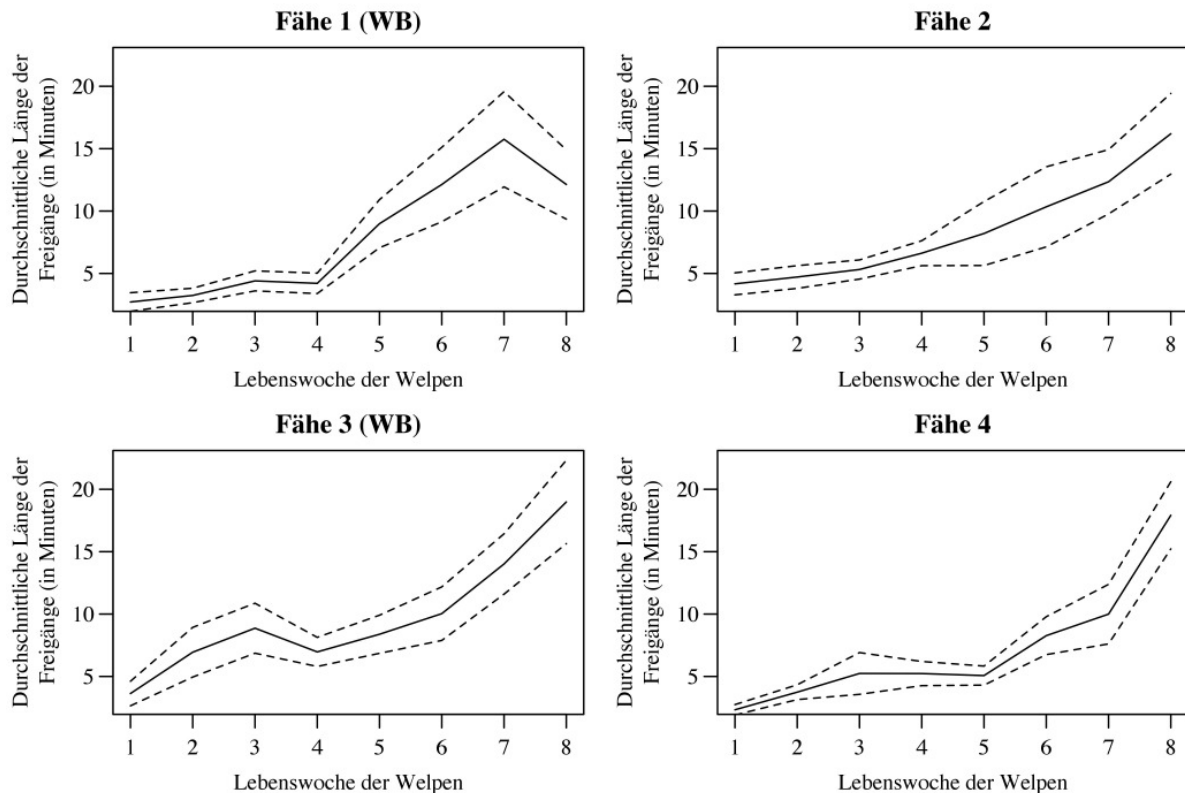 Fähe 1 (WB)
Durchschnittliche Länge der
Freigänge (in Minuten)
20
15
10
5
1 2 3 4 5 6 7 8
Lebenswoche der Welpen
Fähe 2
Durchschnittliche Länge der
Freigänge (in Minuten)
20
15
10
5
1 2 3 4 5 6 7 8
Lebenswoche der Welpen
Fähe 3 (WB)
Durchschnittliche Länge der
Freigänge (in Minuten)
20
15
10
5
1 2 3 4 5 6 7 8
Lebenswoche der Welpen
Fähe 4
Durchschnittliche Länge der
Freigänge (in Minuten)
20
15
10
5
1 2 3 4 5 6 7 8
Lebenswoche der Welpen